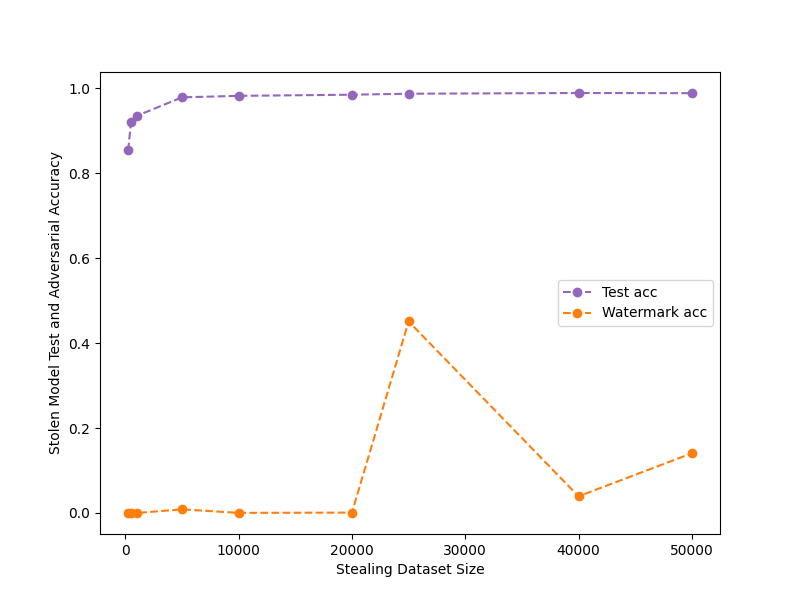 1.0
0.8
0.6
0.4
0.2
0.0
Stolen Model Test and Adversarial Accuracy
Test acc
Watermark acc
0 10000 20000 30000 40000 50000
Stealing Dataset Size